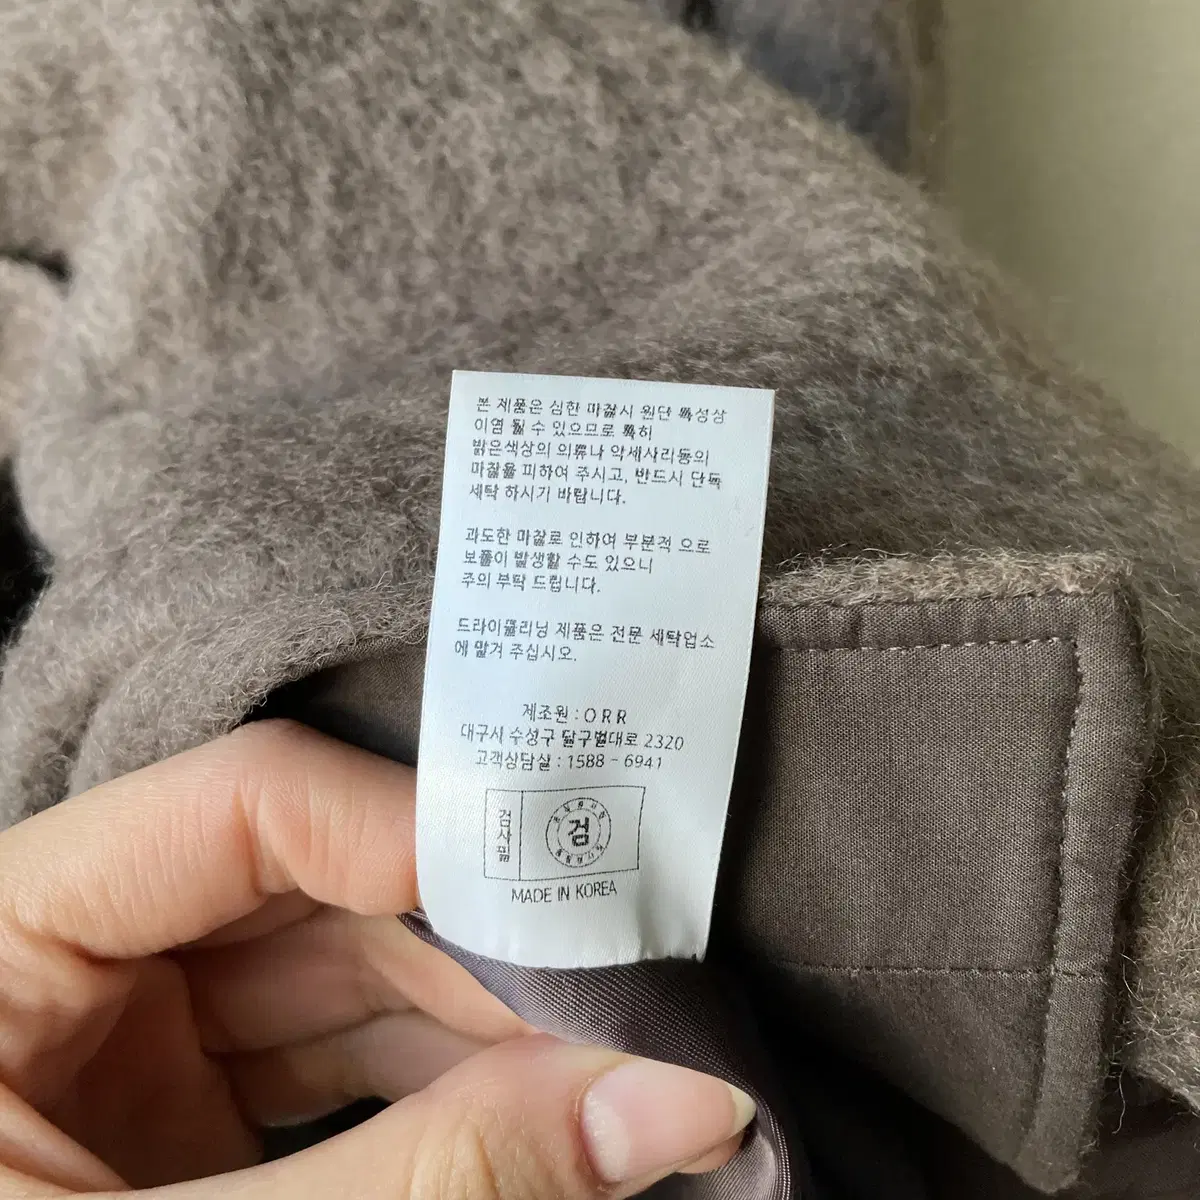 본 제품은 심한 마찰시 원단 특성상
이염 될 수 있으므로 특히
밝은색상의 의류나 악세사리등의
마찰을 피하여 주시고, 반드시 단독
세탁 하시기 바랍니다.
과도한 마찰로 인하여 부분적 으로
보풀이 발생할 수도 있으니
주의 부탁 드립니다.
드라이클리닝 제품은 전문 세탁업소
에 맡겨 주십시오.
제조원 : O R R
대구시 수성구 달구벌대로 2320
고객상담실 : 1588 - 6941
검사필
검
MADE IN KOREA